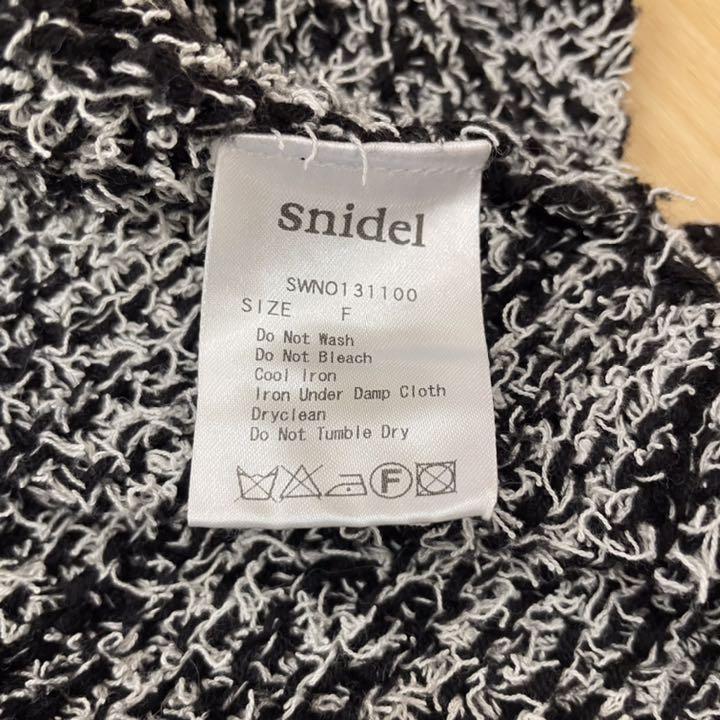 snidel
SWNO131100
SIZE F
Do Not Wash
Do Not Bleach
Cool Iron
Iron Under Damp Cloth
Dryclean
Do Not Tumble Dry
F